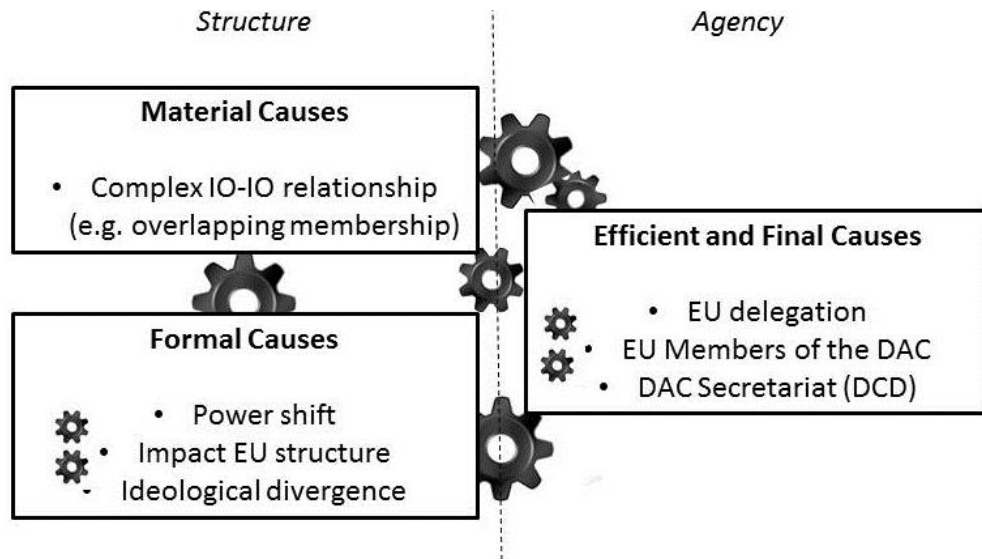 Structure
Agency
Material Causes
• Complex IO-IO relationship
(e.g. overlapping membership)
Efficient and Final Causes
• EU delegation
• EU Members of the DAC
• DAC Secretariat (DCD)
Formal Causes
• Power shift
• Impact EU structure
• Ideological divergence